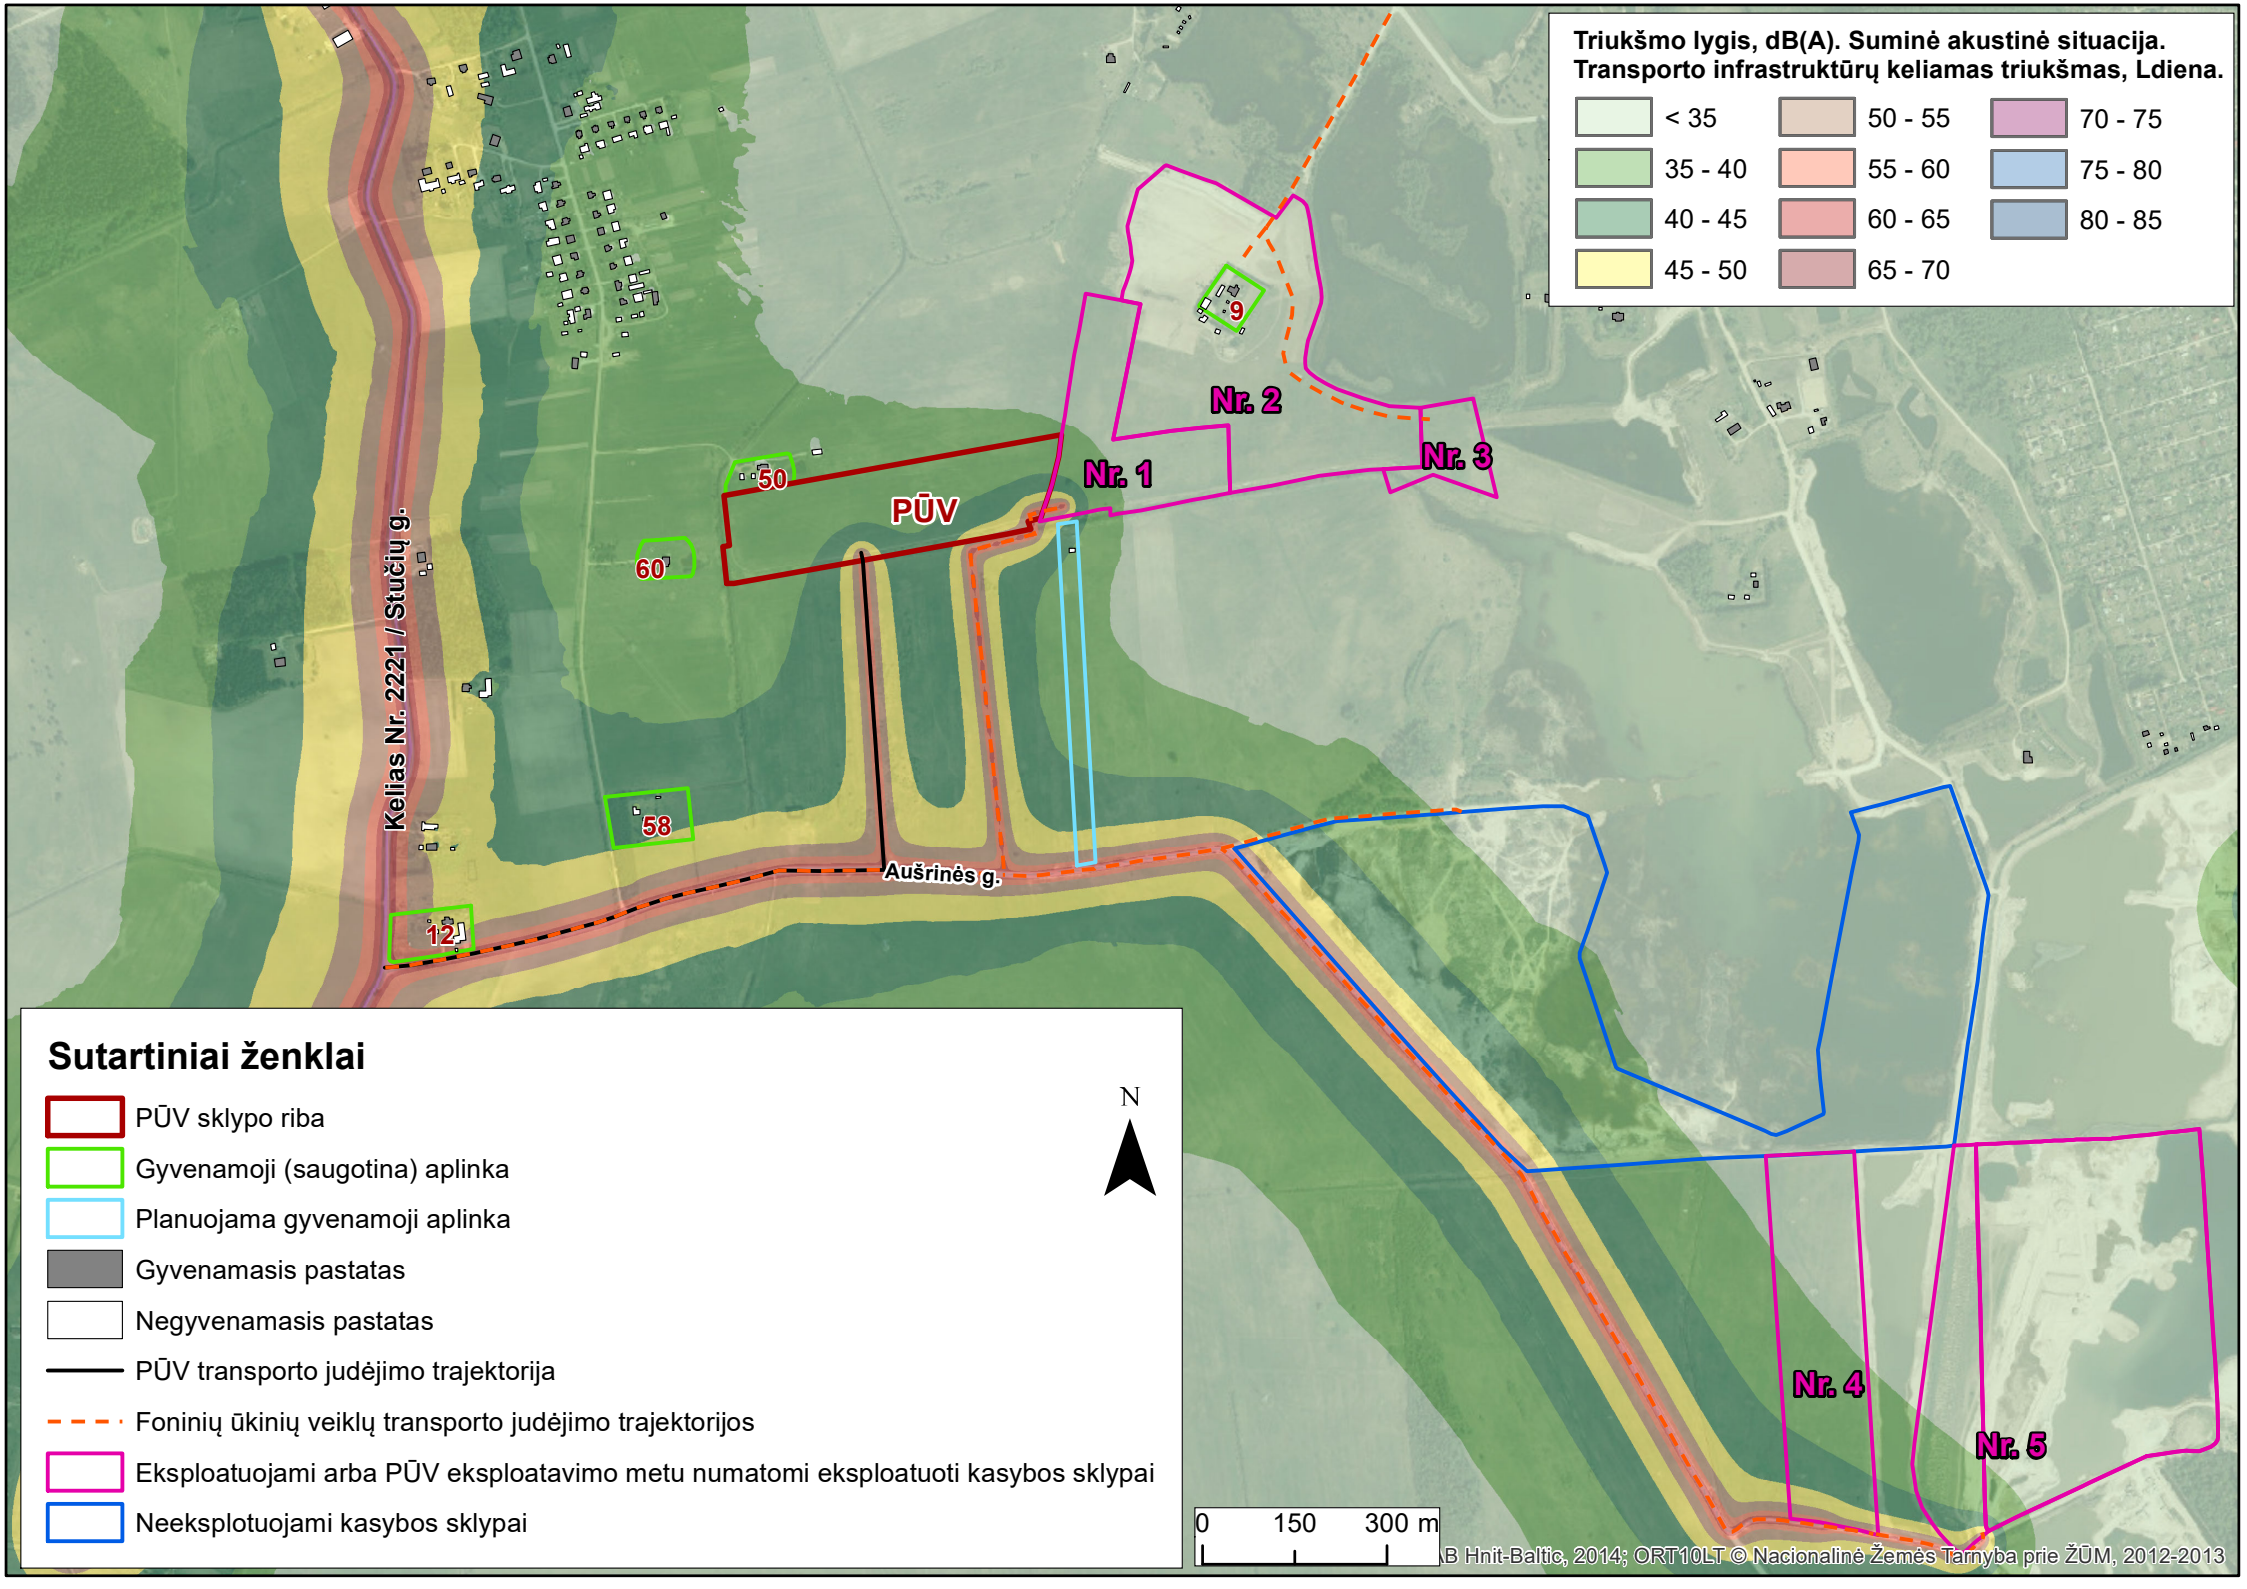 Triukšmo lygis, dB(A). Suminė akustinė situacija.
Transporto infrastruktūrų keliamas triukšmas, Ldiena.
< 35
50 - 55
70 - 75
35 - 40
55 - 60
75 - 80
40 - 45
60 - 65
80 - 85
45 - 50
65 - 70
9
Nr. 2
Nr. 3
Nr. 1
50
PŪV
60
Kelias Nr. 2221 / Stučių g.
58
Aušrinės g.
12
Nr. 4
Nr. 5
Sutartiniai ženklai
N
PŪV sklypo riba
Gyvenamoji (saugotina) aplinka
Planuojama gyvenamoji aplinka
Gyvenamasis pastatas
Negyvenamasis pastatas
PŪV transporto judėjimo trajektorija
Foninių ūkinių veiklų transporto judėjimo trajektorijos
Eksploatuojami arba PŪV eksploatavimo metu numatomi eksploatuoti kasybos sklypai
Neeksplotuojami kasybos sklypai
0 150 300 m
AB Hnit-Baltic, 2014; ORT10LT © Nacionalinė Žemės Tarnyba prie ŽŪM, 2012-2013